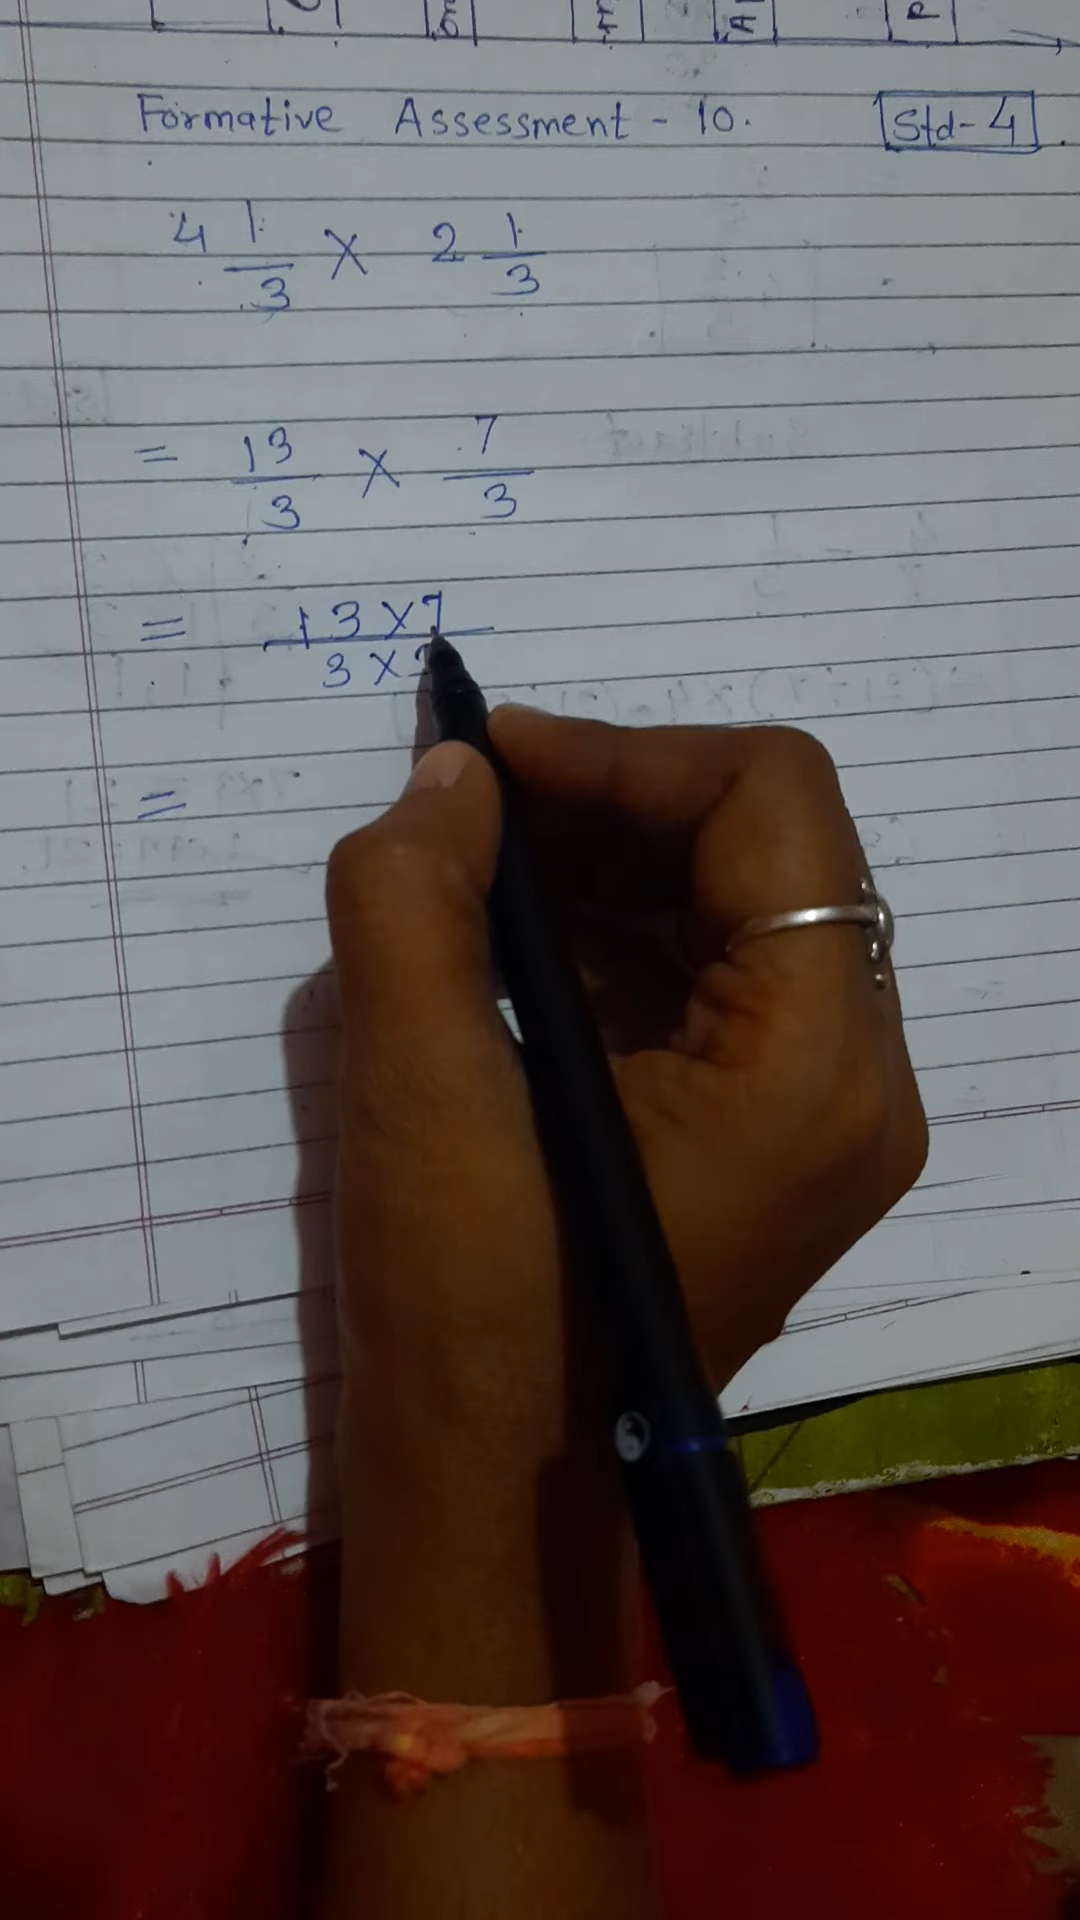 Formative Assessment - 10. Std-4
4 1/3 X 2 1/3
= 13/3 X 7/3
= 13 X 7 / 3 X
=